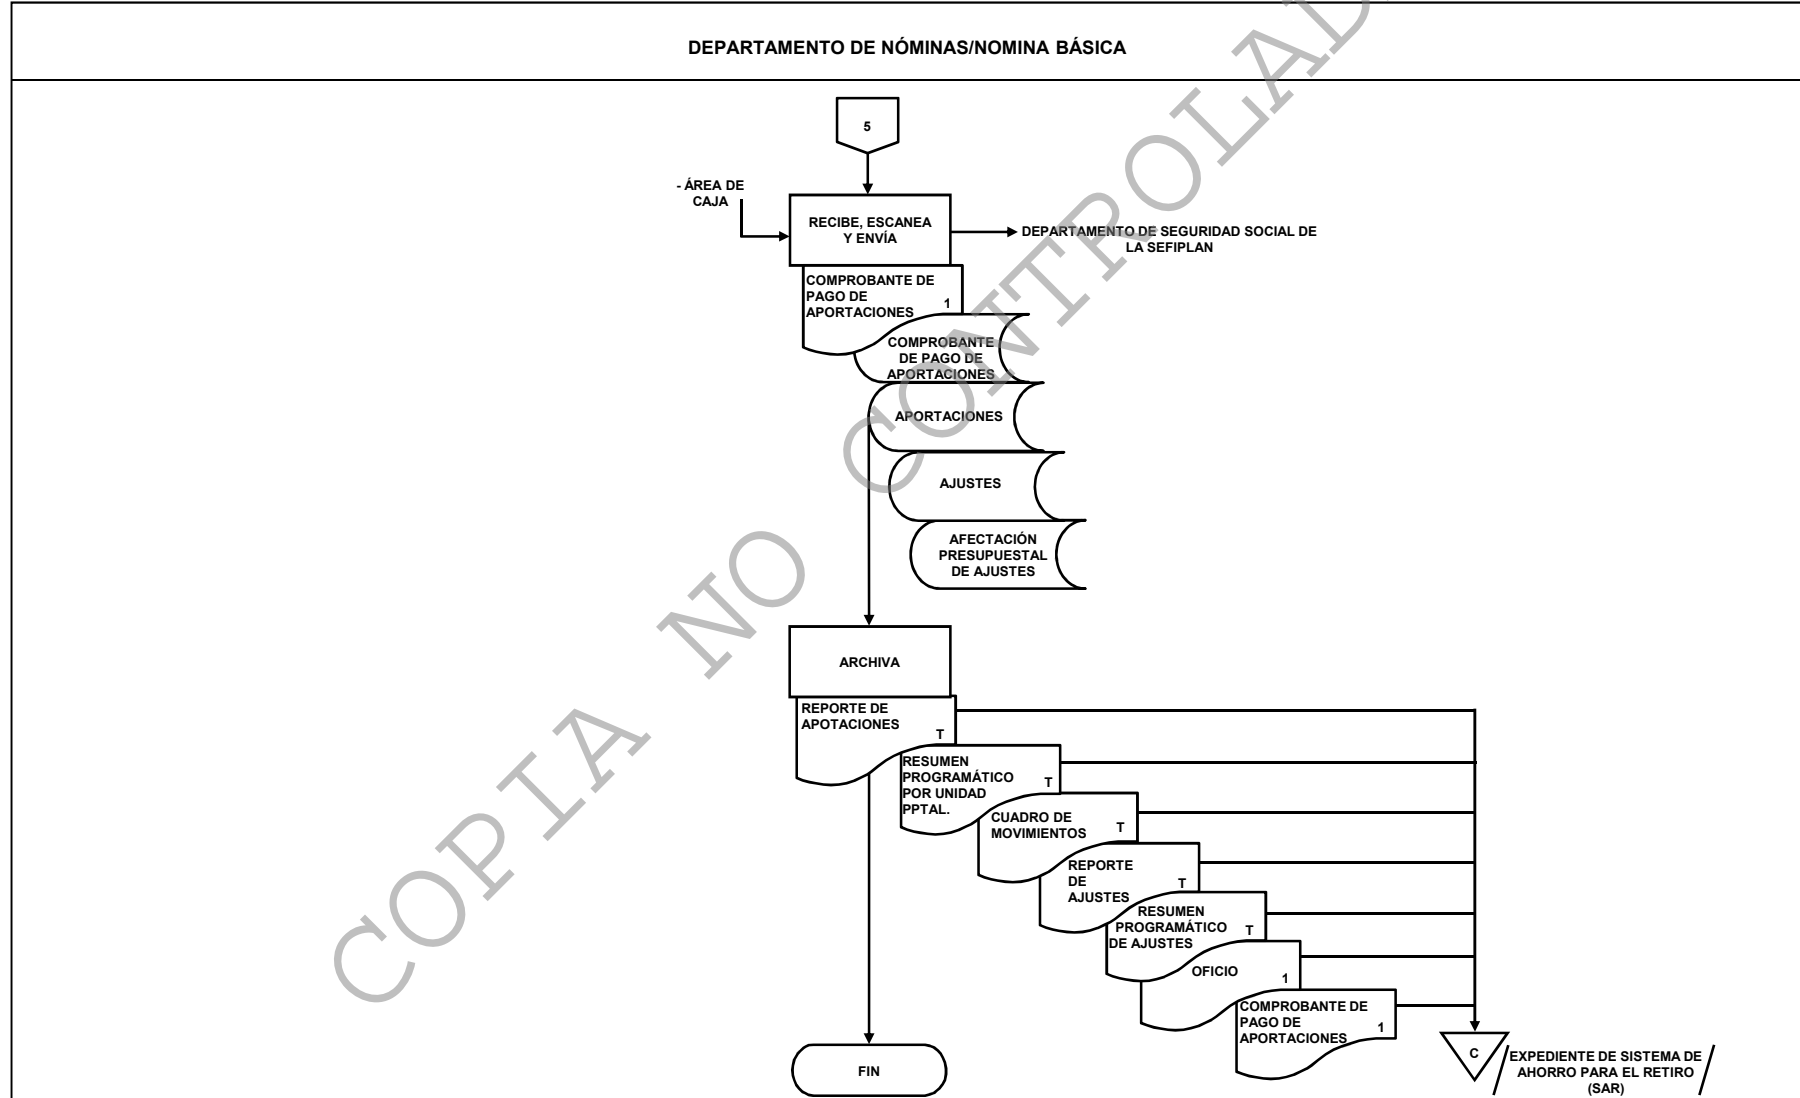 DEPARTAMENTO DE NÓMINAS/NOMINA BÁSICA
5
- ÁREA DE
CAJA
RECIBE, ESCANEA
Y ENVÍA
DEPARTAMENTO DE SEGURIDAD SOCIAL DE
LA SEFIPLAN
COMPROBANTE DE
PAGO DE
APORTACIONES
1
COMPROBANTE
DE PAGO DE
APORTACIONES
APORTACIONES
AJUSTES
AFECTACIÓN
PRESUPUESTAL
DE AJUSTES
ARCHIVA
REPORTE DE
APOTACIONES
T
RESUMEN
PROGRAMÁTICO
POR UNIDAD
PPTAL.
T
CUADRO DE
MOVIMIENTOS
T
REPORTE
DE
AJUSTES
T
RESUMEN
PROGRAMÁTICO
DE AJUSTES
T
OFICIO
1
COMPROBANTE DE
PAGO DE
APORTACIONES
1
FIN
C
EXPEDIENTE DE SISTEMA DE
AHORRO PARA EL RETIRO
(SAR)
COPIA NO CONTROLAD